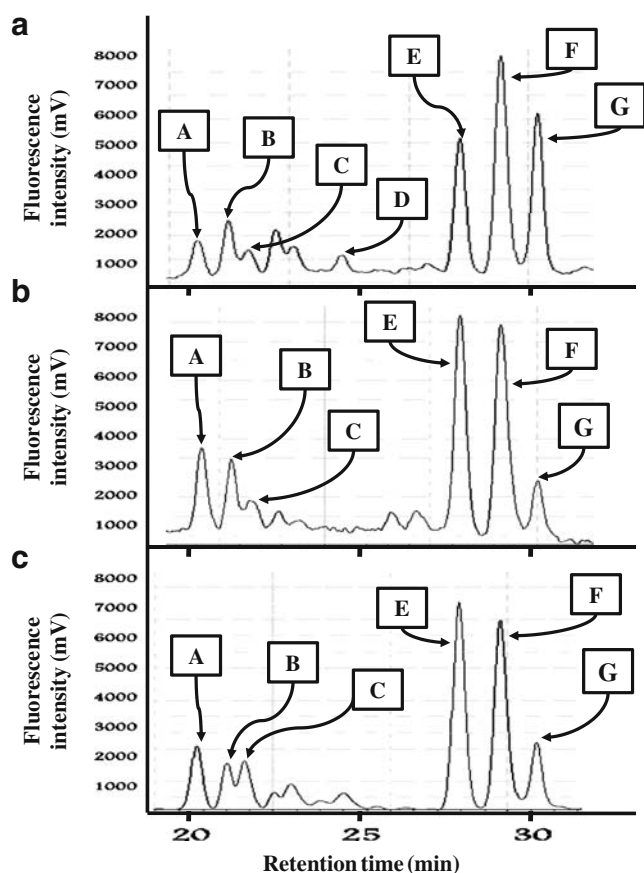 a
Fluorescence
intensity (mV)
8000
7000
6000
5000
4000
3000
2000
1000
A
B
C
D
E
F
G
b
Fluorescence
intensity (mV)
8000
7000
6000
5000
4000
3000
2000
1000
A
B
C
E
F
G
c
Fluorescence
intensity (mV)
8000
7000
6000
5000
4000
3000
2000
1000
A
B
C
E
F
G
20 25 30
Retention time (min)